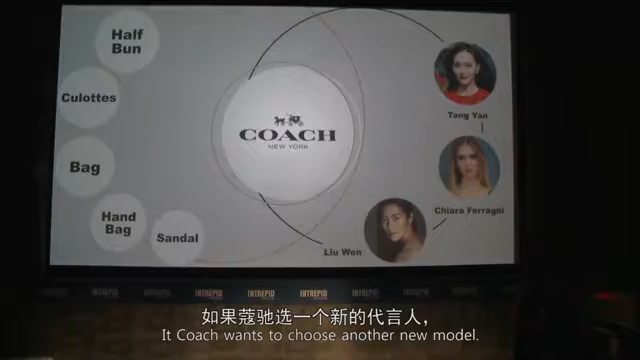 Half
Bun
Culottes
Bag
Hand
Bag
Sandal
COACH
NEW YORK
Tang Yan
Chiara Ferragni
Liu Wen
INTREPID
INTREPID
INTREPID
INTREPID
如果蔻驰选一个新的代言人，
It Coach wants to choose another new model.